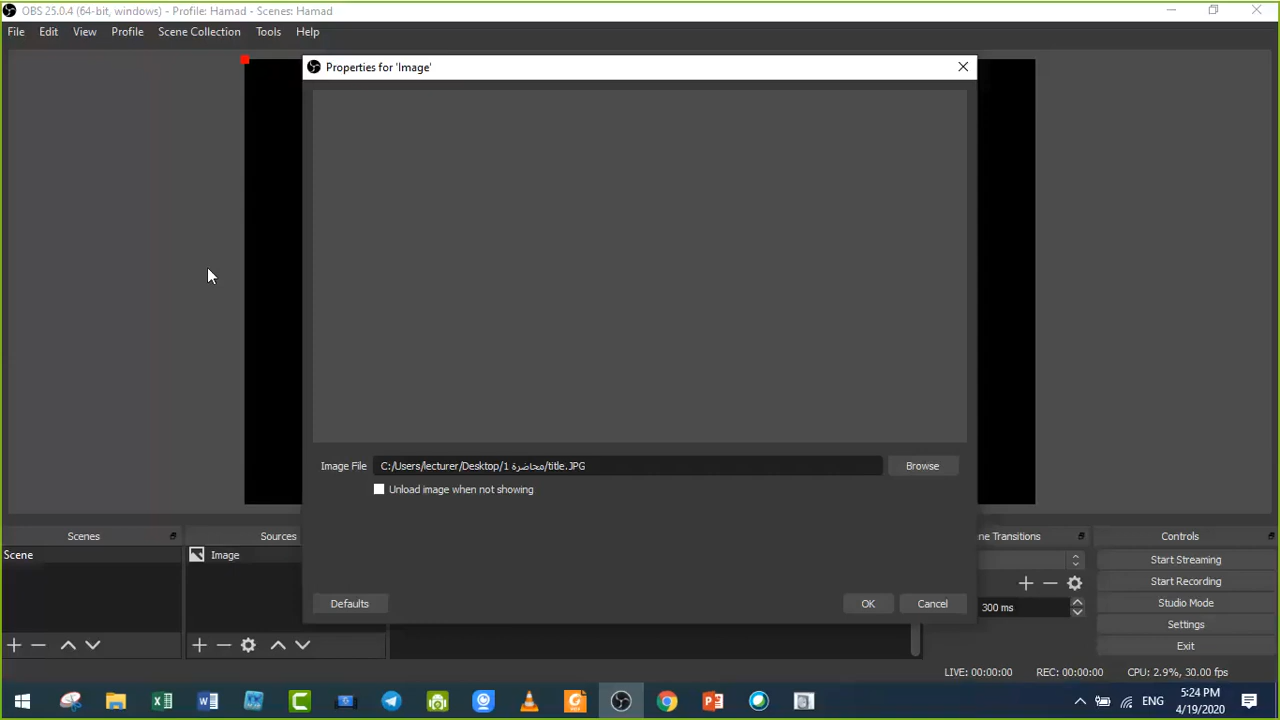 OBS 25.0.4 (64-bit, windows) - Profile: Hamad - Scenes: Hamad
File Edit View Profile Scene Collection Tools Help
Properties for 'Image'
Image File C:/Users/lecturer/Desktop/1 محاضرة/title.JPG Browse
Unload image when not showing
Defaults OK Cancel
Scenes
Scene
Sources
Image
ne Transitions
300 ms
Controls
Start Streaming
Start Recording
Studio Mode
Settings
Exit
LIVE: 00:00:00 REC: 00:00:00 CPU: 2.9%, 30.00 fps
ENG
5:24 PM
4/19/2020